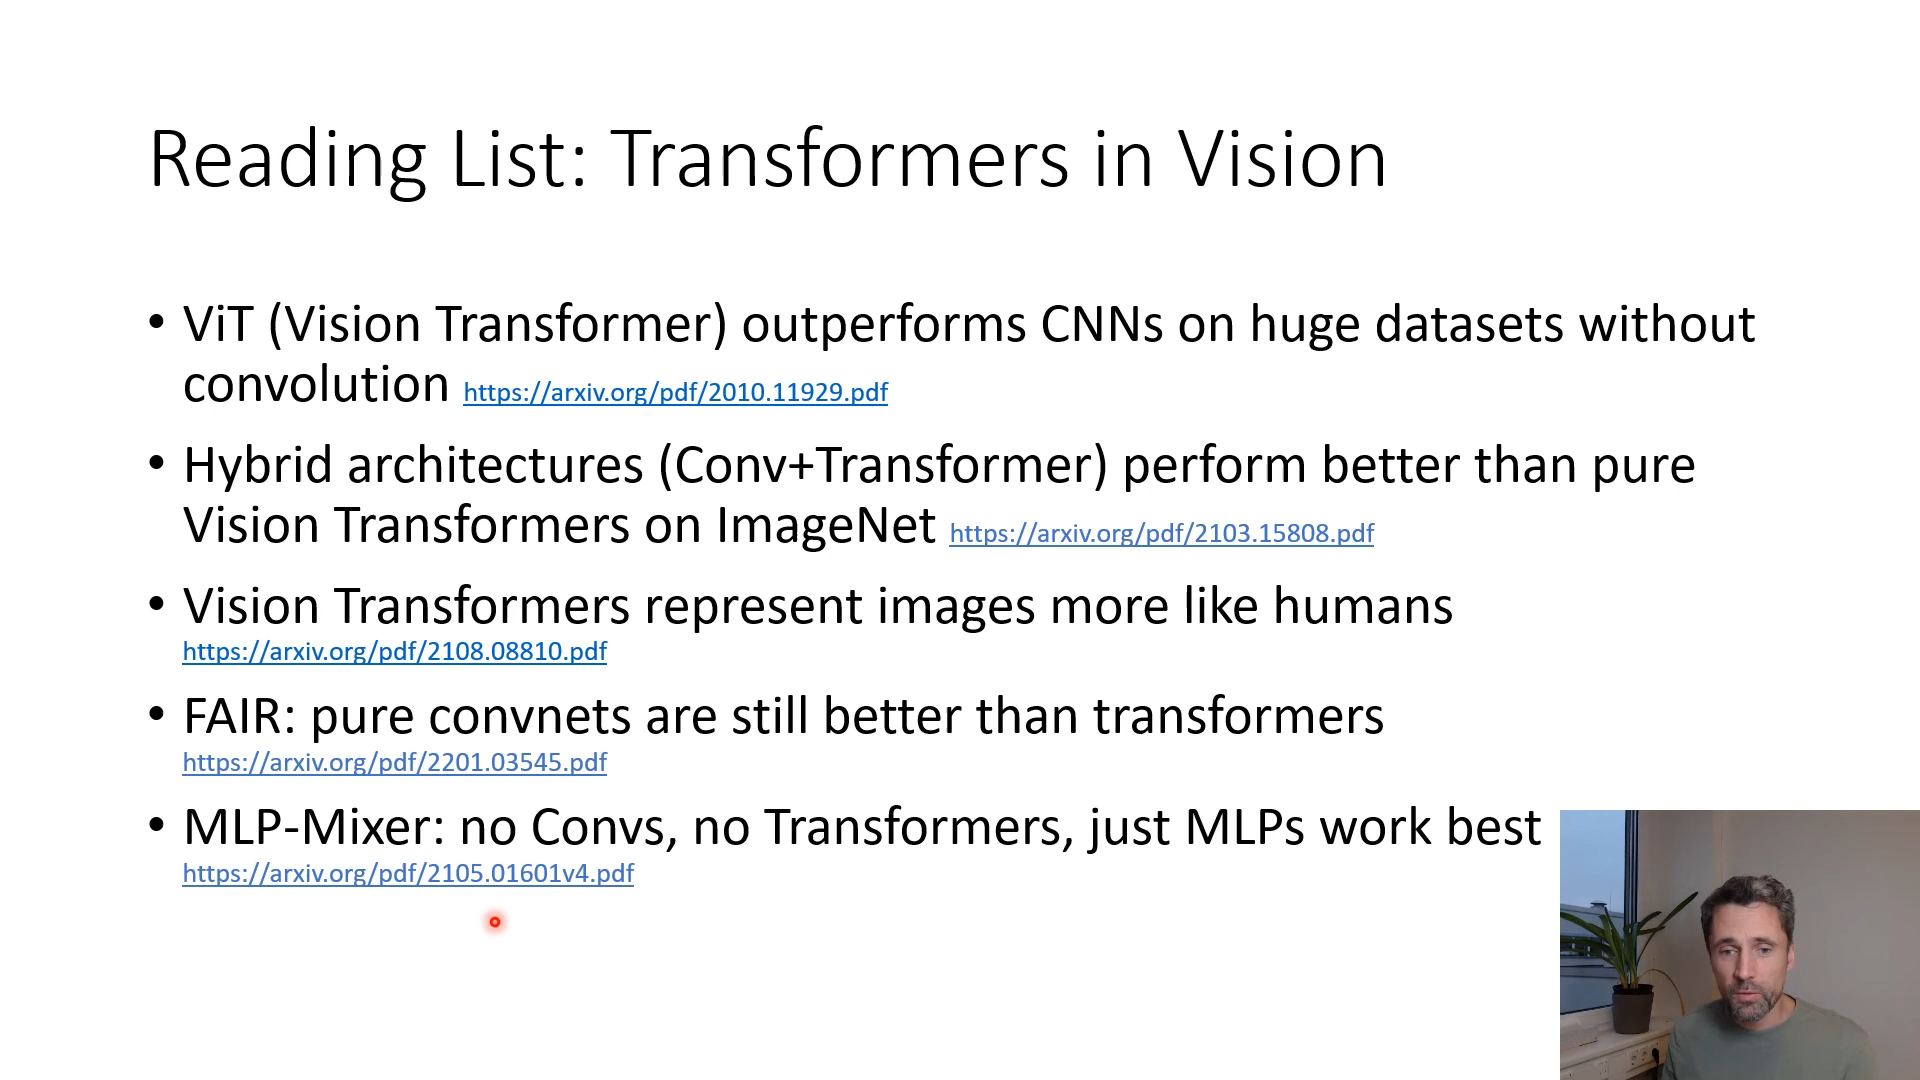 Reading List: Transformers in Vision
• ViT (Vision Transformer) outperforms CNNs on huge datasets without
convolution https://arxiv.org/pdf/2010.11929.pdf
• Hybrid architectures (Conv+Transformer) perform better than pure
Vision Transformers on ImageNet https://arxiv.org/pdf/2103.15808.pdf
• Vision Transformers represent images more like humans
https://arxiv.org/pdf/2108.08810.pdf
• FAIR: pure convnets are still better than transformers
https://arxiv.org/pdf/2201.03545.pdf
• MLP-Mixer: no Convs, no Transformers, just MLPs work best
https://arxiv.org/pdf/2105.01601v4.pdf